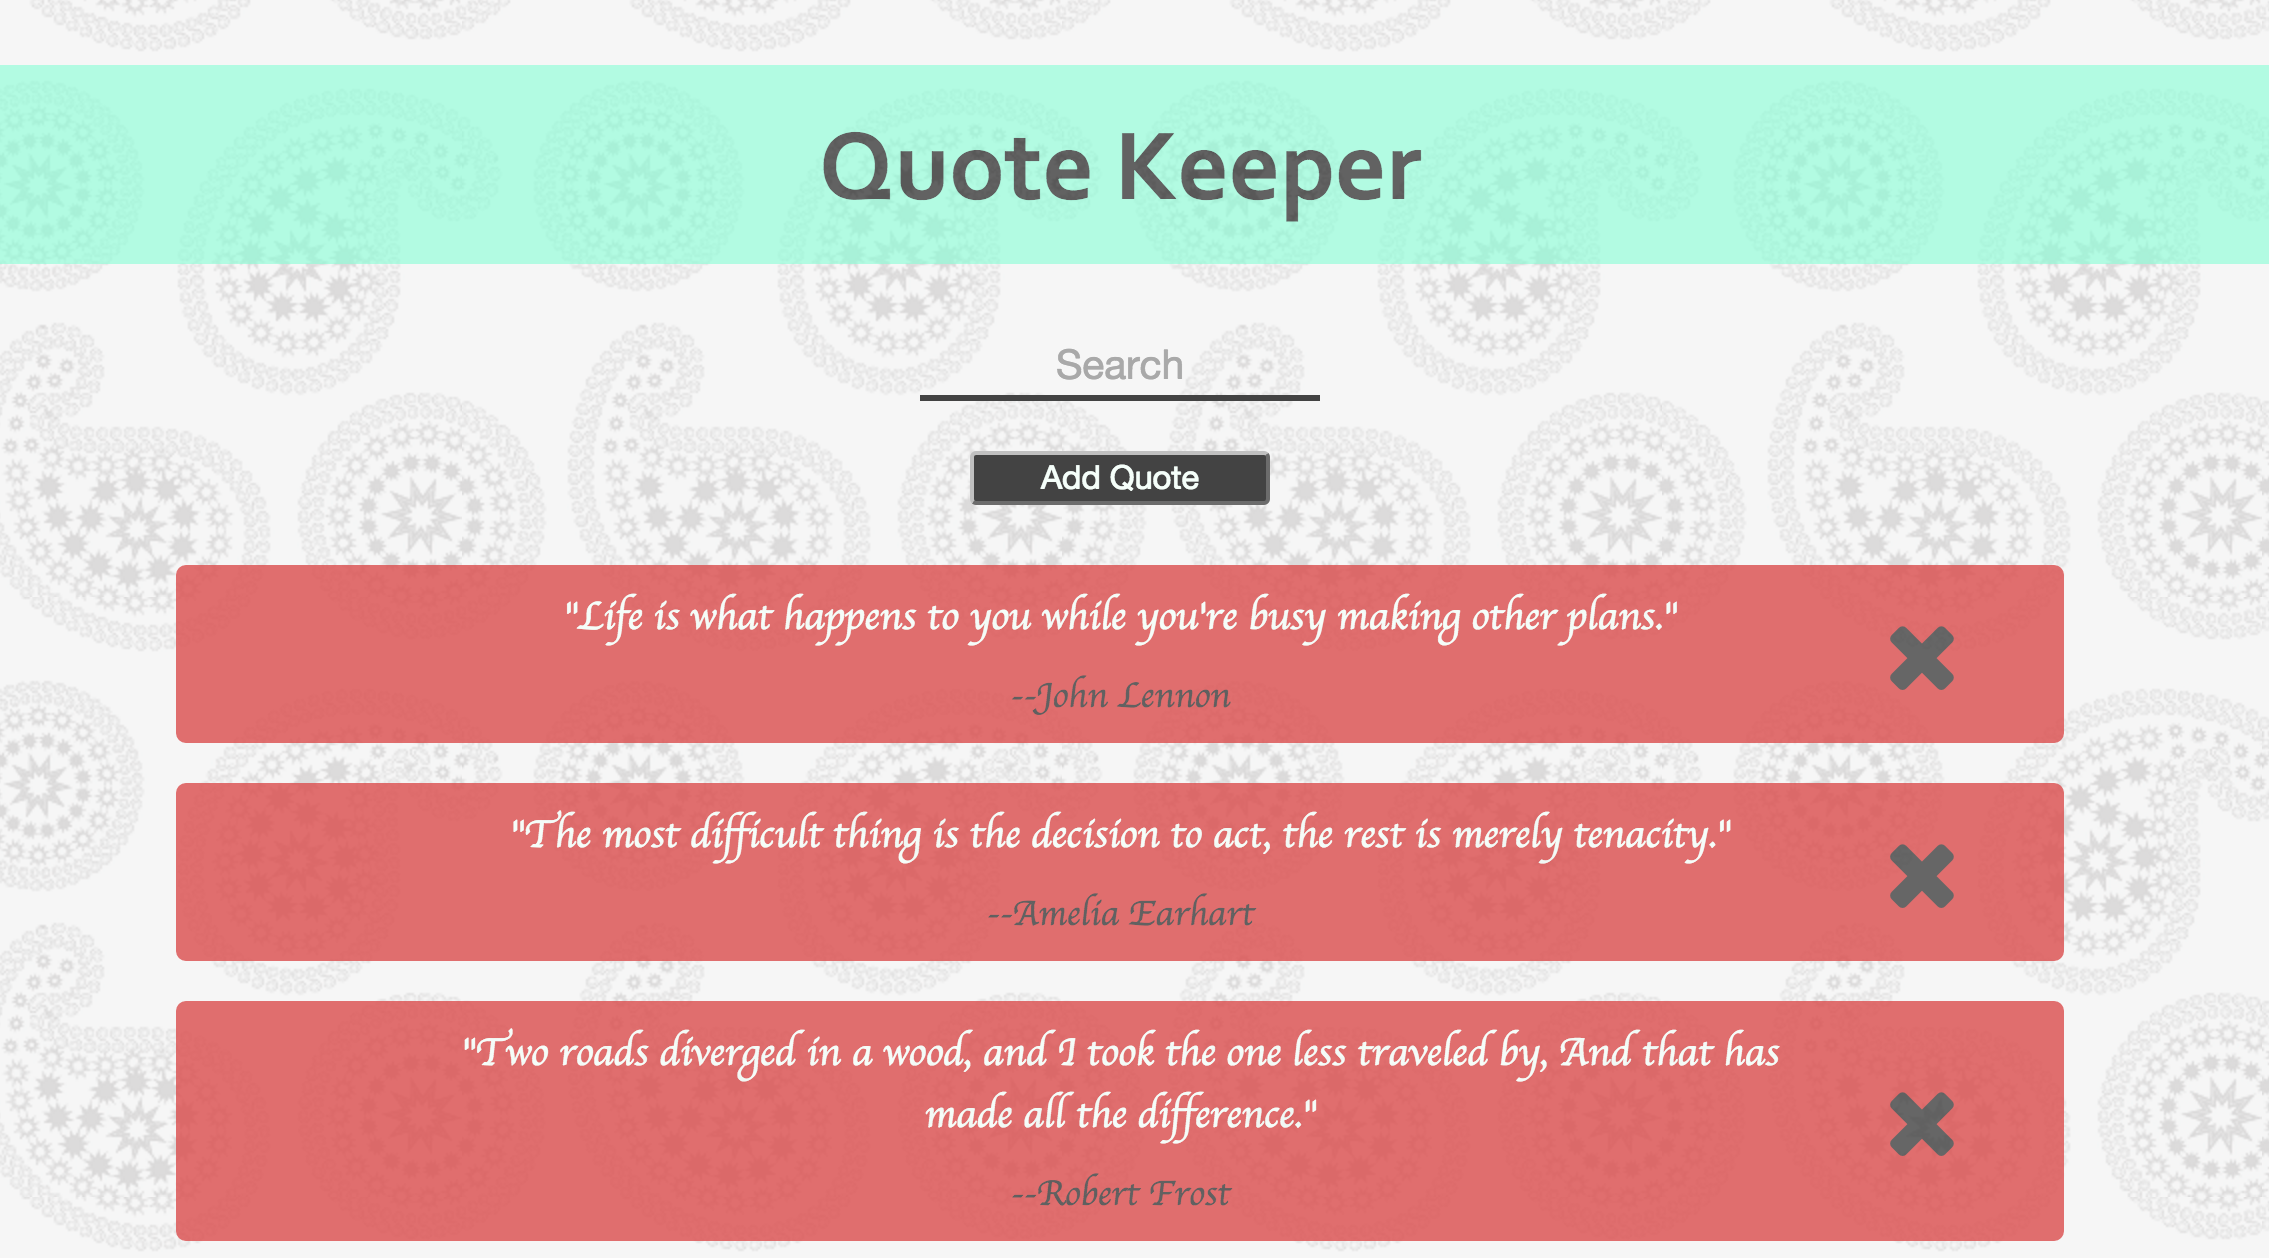 Quote Keeper
Search
Add Quote
"Life is what happens to you while you're busy making other plans."
--John Lennon
"The most difficult thing is the decision to act, the rest is merely tenacity."
--Amelia Earhart
"Two roads diverged in a wood, and I took the one less traveled by, And that has
made all the difference."
--Robert Frost